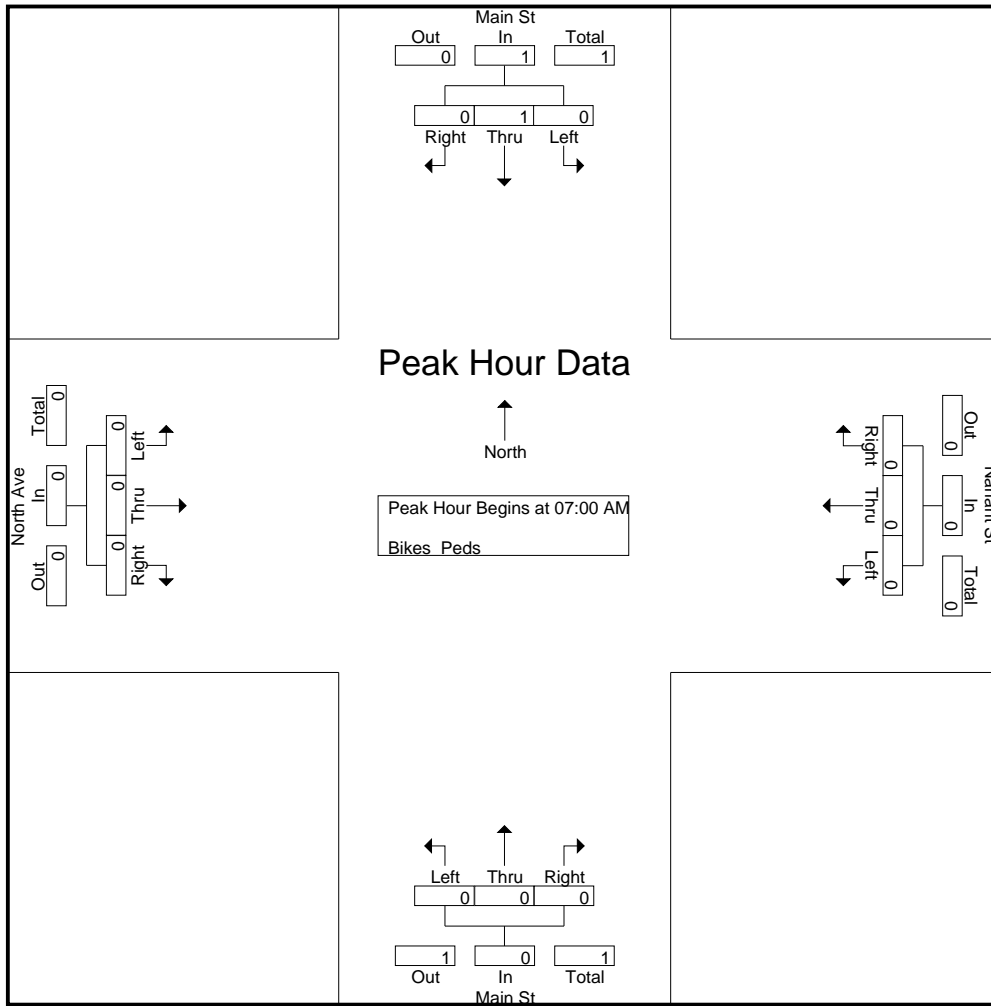 Main St
Out In Total
0 1 1
0 1 0
Right Thru Left
Peak Hour Data
North
Peak Hour Begins at 07:00 AM
Bikes Peds
North Ave
Out In Total
0 0 0
0 0 0
Right Thru Left
Right Thru Left
0 0 0
Out In Total
0 0 0
St
Left Thru Right
0 0 0
1 0 1
Out In Total
Main St